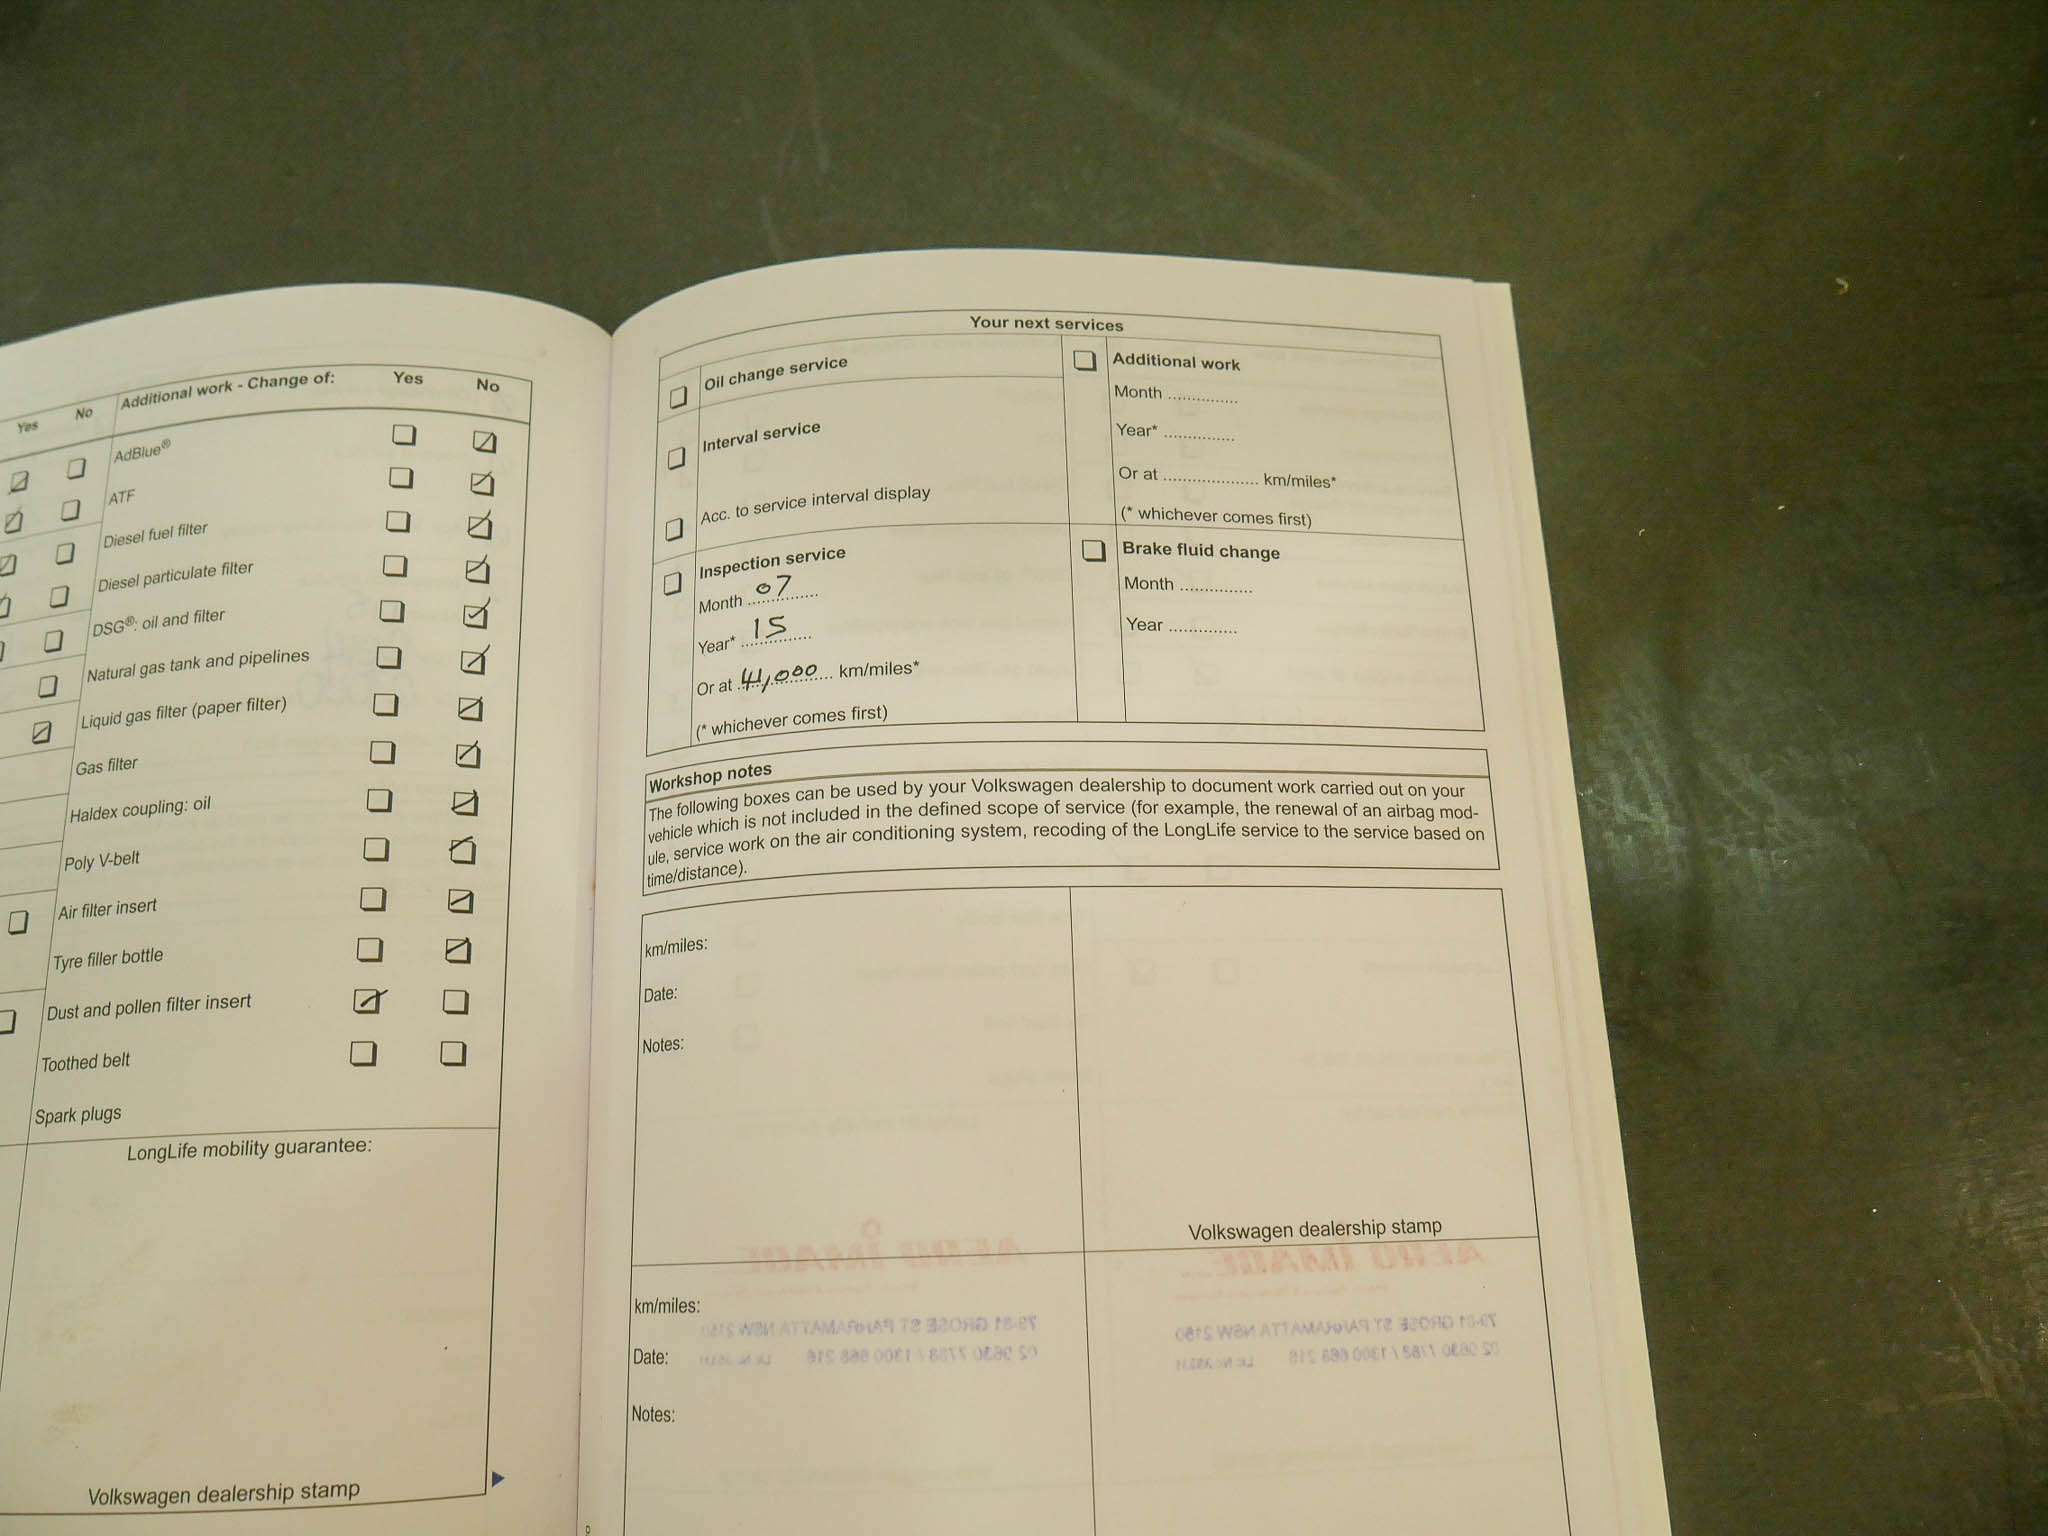 Yes No Additional work - Change of: Yes No
AdBlue®
ATF
Diesel fuel filter
Diesel particulate filter
DSG®: oil and filter
Natural gas tank and pipelines
Liquid gas filter (paper filter)
Gas filter
Haldex coupling: oil
Poly V-belt
Air filter insert
Tyre filler bottle
Dust and pollen filter insert
Toothed belt
Spark plugs
LongLife mobility guarantee:
Volkswagen dealership stamp
Your next services
Oil change service
Interval service
Acc. to service interval display
Inspection service
Month 07
Year* 15
Or at 41,000 km/miles*
(* whichever comes first)
Additional work
Month ..............
Year* ..............
Or at ................... km/miles*
(* whichever comes first)
Brake fluid change
Month ..............
Year .............
Workshop notes
The following boxes can be used by your Volkswagen dealership to document work carried out on your
vehicle which is not included in the defined scope of service (for example, the renewal of an airbag mod-
ule, service work on the air conditioning system, recoding of the LongLife service to the service based on
time/distance).
km/miles:
Date:
Notes:
Volkswagen dealership stamp
km/miles:
Date:
Notes: